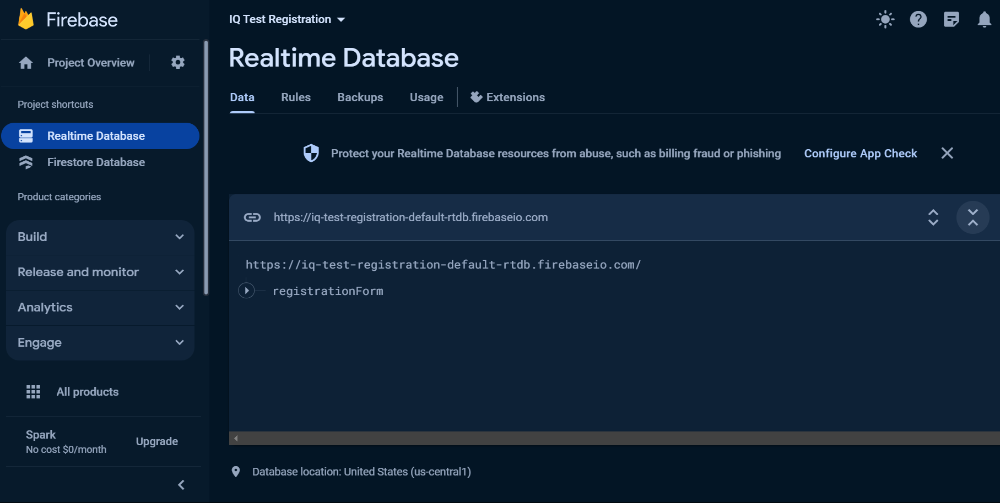 Firebase
Project Overview
Project shortcuts
Realtime Database
Firestore Database
Product categories
Build
Release and monitor
Analytics
Engage
All products
Spark
No cost $0/month
Upgrade
IQ Test Registration
Realtime Database
Data Rules Backups Usage Extensions
Protect your Realtime Database resources from abuse, such as billing fraud or phishing Configure App Check
https://iq-test-registration-default-rtdb.firebaseio.com
https://iq-test-registration-default-rtdb.firebaseio.com/
registrationForm
Database location: United States (us-central1)